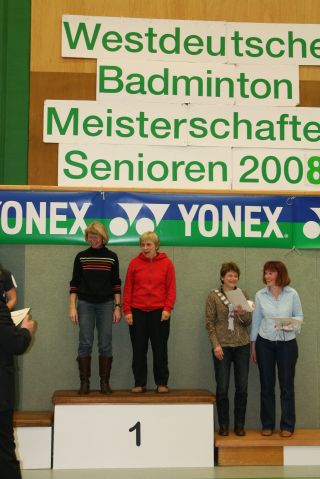 Westdeutsche
Badminton
Meisterschafte
Senioren 2008
YONEX YONEX
1